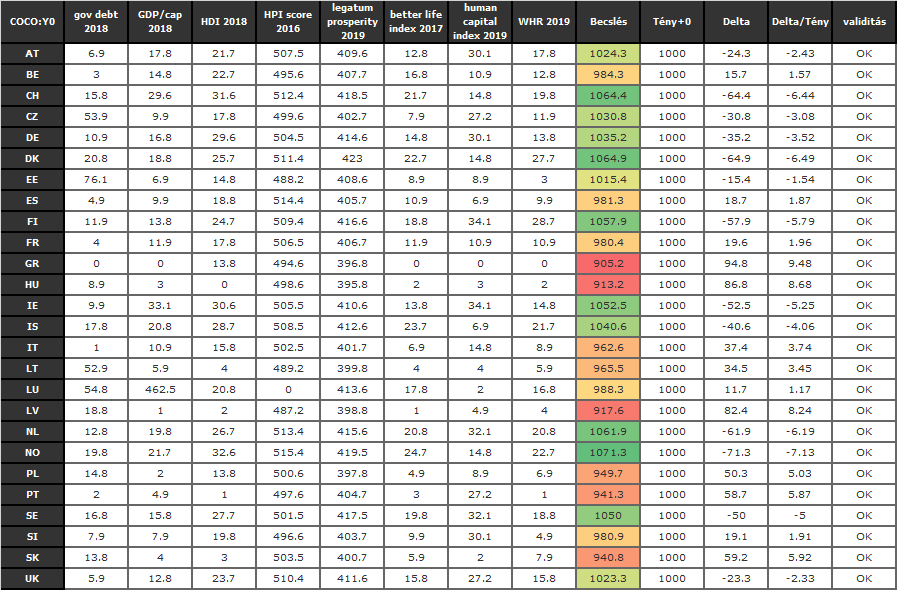 COCO:Y0 gov debt 2018 GDP/cap 2018 HDI 2018 HPI score 2016 legatum prosperity 2019 better life index 2017 human capital index 2019 WHR 2019 Becslés Tény+0 Delta Delta/Tény validitás
AT 6.9 17.8 21.7 507.5 409.6 12.8 30.1 17.8 1024.3 1000 -24.3 -2.43 OK
BE 3 14.8 22.7 495.6 407.7 16.8 10.9 12.8 984.3 1000 15.7 1.57 OK
CH 15.8 29.6 31.6 512.4 418.5 21.7 14.8 19.8 1064.4 1000 -64.4 -6.44 OK
CZ 53.9 9.9 17.8 499.6 402.7 7.9 27.2 11.9 1030.8 1000 -30.8 -3.08 OK
DE 10.9 16.8 29.6 504.5 414.6 14.8 30.1 13.8 1035.2 1000 -35.2 -3.52 OK
DK 20.8 18.8 25.7 511.4 423 22.7 14.8 27.7 1064.9 1000 -64.9 -6.49 OK
EE 76.1 6.9 14.8 488.2 408.6 8.9 8.9 3 1015.4 1000 -15.4 -1.54 OK
ES 4.9 9.9 18.8 514.4 405.7 10.9 6.9 9.9 981.3 1000 18.7 1.87 OK
FI 11.9 13.8 24.7 509.4 416.6 18.8 34.1 28.7 1057.9 1000 -57.9 -5.79 OK
FR 4 11.9 17.8 506.5 406.7 11.9 10.9 10.9 980.4 1000 19.6 1.96 OK
GR 0 0 13.8 494.6 396.8 0 0 0 905.2 1000 94.8 9.48 OK
HU 8.9 3 0 498.6 395.8 2 3 2 913.2 1000 86.8 8.68 OK
IE 9.9 33.1 30.6 505.5 410.6 13.8 34.1 14.8 1052.5 1000 -52.5 -5.25 OK
IS 17.8 20.8 28.7 508.5 412.6 23.7 6.9 21.7 1040.6 1000 -40.6 -4.06 OK
IT 1 10.9 15.8 502.5 401.7 6.9 14.8 8.9 962.6 1000 37.4 3.74 OK
LT 52.9 5.9 4 489.2 399.8 4 4 5.9 965.5 1000 34.5 3.45 OK
LU 54.8 462.5 20.8 0 413.6 17.8 2 16.8 988.3 1000 11.7 1.17 OK
LV 18.8 1 2 487.2 398.8 1 4.9 4 917.6 1000 82.4 8.24 OK
NL 12.8 19.8 26.7 513.4 415.6 20.8 32.1 20.8 1061.9 1000 -61.9 -6.19 OK
NO 19.8 21.7 32.6 515.4 419.5 24.7 14.8 22.7 1071.3 1000 -71.3 -7.13 OK
PL 14.8 2 13.8 500.6 397.8 4.9 8.9 6.9 949.7 1000 50.3 5.03 OK
PT 2 4.9 1 497.6 404.7 3 27.2 1 941.3 1000 58.7 5.87 OK
SE 16.8 15.8 27.7 501.5 417.5 19.8 32.1 18.8 1050 1000 -50 -5 OK
SI 7.9 7.9 19.8 496.6 403.7 9.9 30.1 4.9 980.9 1000 19.1 1.91 OK
SK 13.8 4 3 503.5 400.7 5.9 2 7.9 940.8 1000 59.2 5.92 OK
UK 5.9 12.8 23.7 510.4 411.6 15.8 27.2 15.8 1023.3 1000 -23.3 -2.33 OK